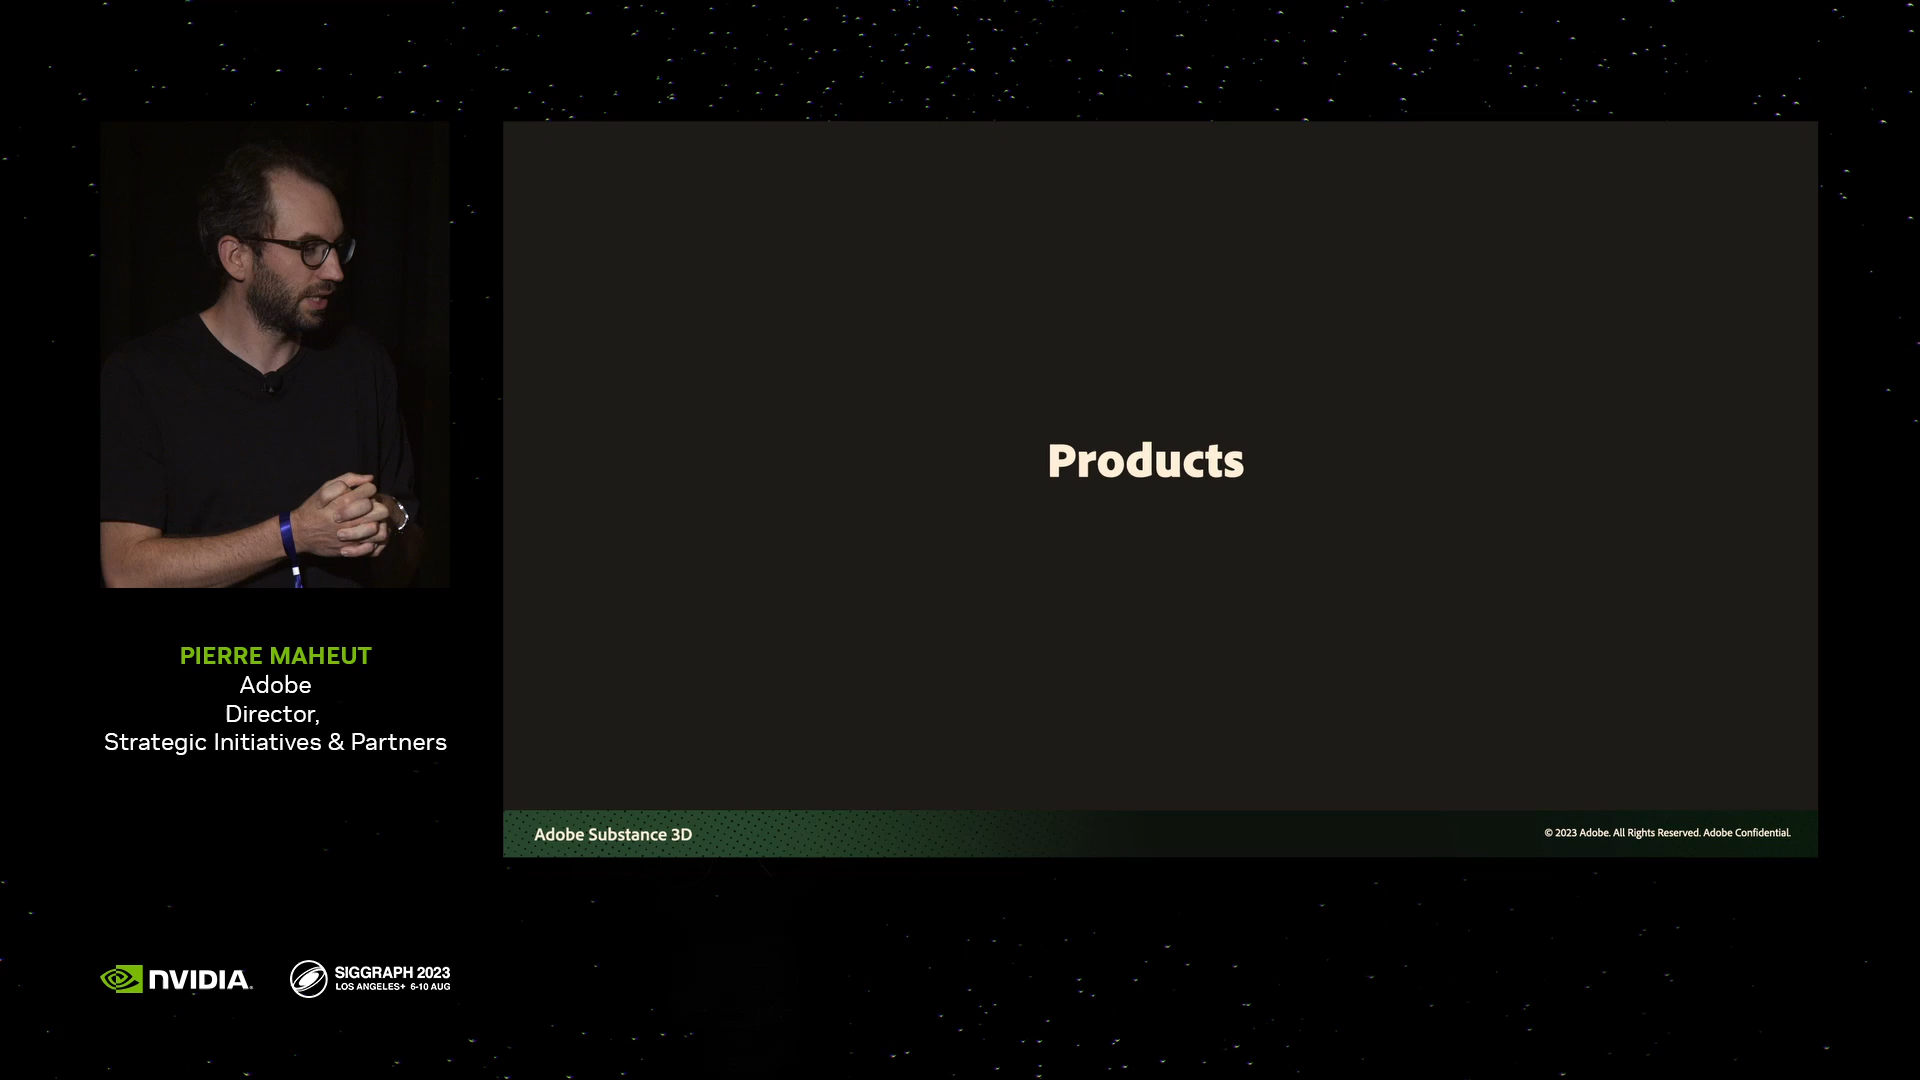 Products
Adobe Substance 3D
© 2023 Adobe. All Rights Reserved. Adobe Confidential.
PIERRE MAHEUT
Adobe
Director,
Strategic Initiatives & Partners
NVIDIA.
SIGGRAPH 2023
LOS ANGELES+ 6-10 AUG